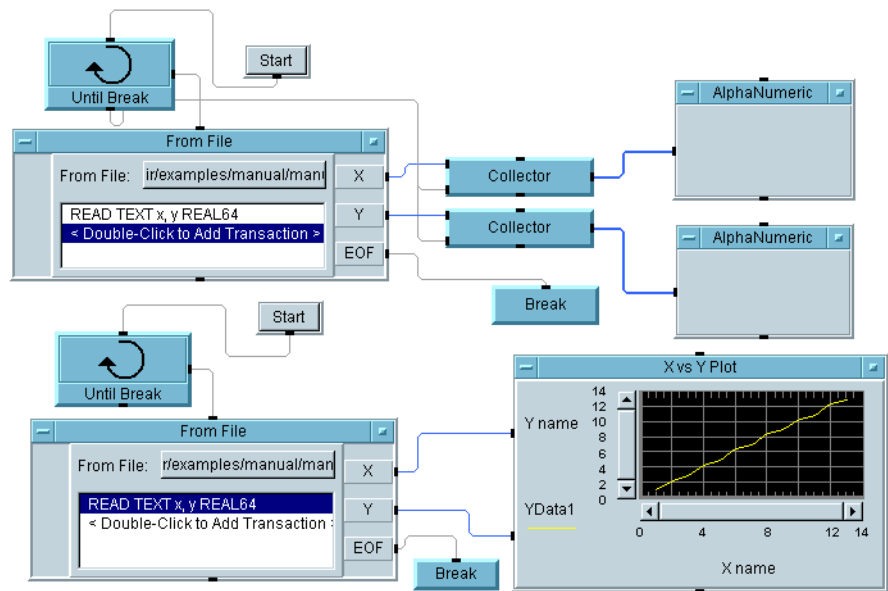 Start
Until Break
From File
From File:
ir/examples/manual/manu
READ TEXT x, y REAL64
< Double-Click to Add Transaction >
X
Y
EOF
Collector
Collector
Break
AlphaNumeric
AlphaNumeric
Start
Until Break
From File
From File:
r/examples/manual/man
READ TEXT x, y REAL64
< Double-Click to Add Transaction
X
Y
EOF
Break
X vs Y Plot
Y name
YData1
14
12
10
8
6
4
2
0
0 4 8 12 14
X name